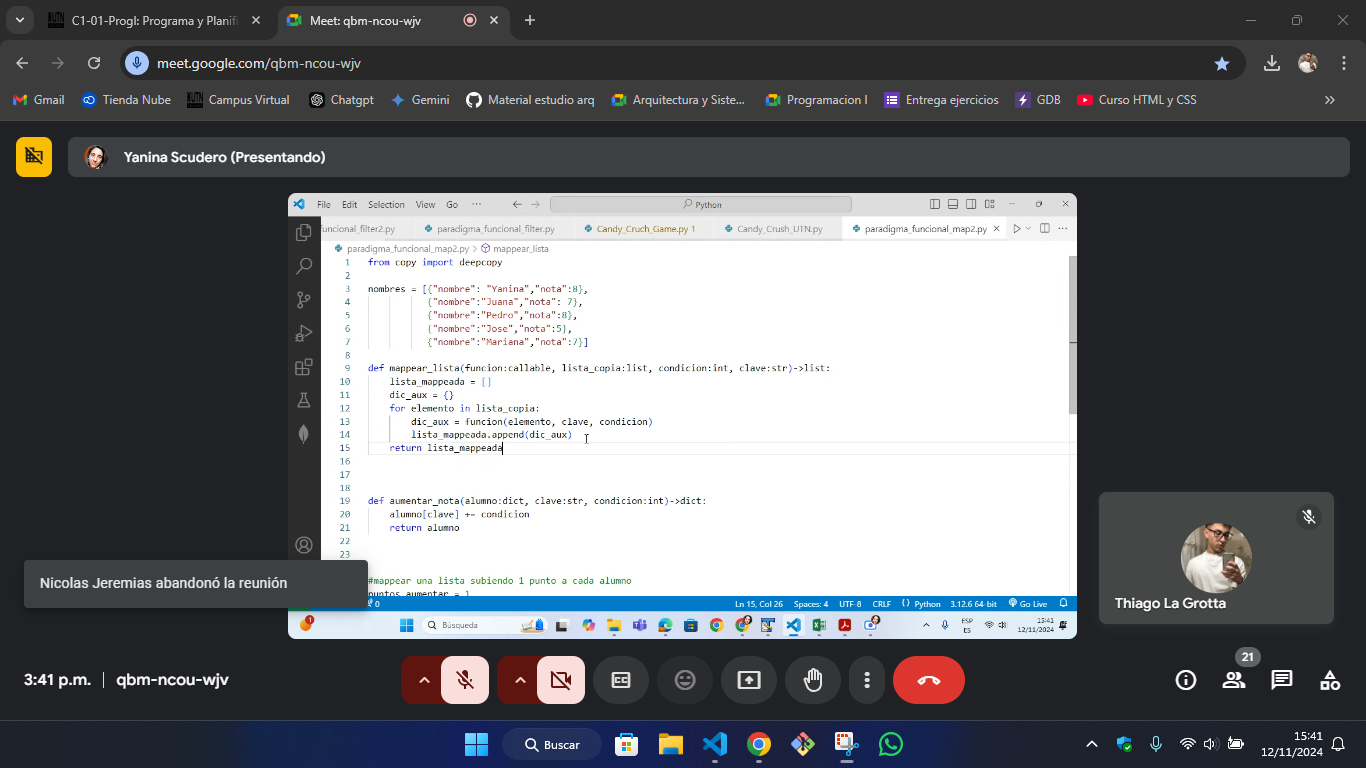 C1-01-ProgI: Programa y Planifi
Meet: qbm-ncou-wjv
meet.google.com/qbm-ncou-wjv
Gmail
Tienda Nube
Campus Virtual
Chatgpt
Gemini
Material estudio arq
Arquitectura y Siste...
Programacion I
Entrega ejercicios
GDB
Curso HTML y CSS
Yanina Scudero (Presentando)
File Edit Selection View Go ...
Python
funcional_filter2.py
paradigma_funcional_filter.py
Candy_Cruch_Game.py 1
Candy_Crush_UTN.py
paradigma_funcional_map2.py
paradigma_funcional_map2.py > mappear_lista
1 from copy import deepcopy
2
3 nombres = [{"nombre": "Yanina","nota":8},
4 {"nombre":"Juana","nota": 7},
5 {"nombre":"Pedro","nota":8},
6 {"nombre":"Jose","nota":5},
7 {"nombre":"Mariana","nota":7}]
8
9 def mappear_lista(funcion:callable, lista_copia:list, condicion:int, clave:str)->list:
10 lista_mappeada = []
11 dic_aux = {}
12 for elemento in lista_copia:
13 dic_aux = funcion(elemento, clave, condicion)
14 lista_mappeada.append(dic_aux)
15 return lista_mappeada
16
17
18
19 def aumentar_nota(alumno:dict, clave:str, condicion:int)->dict:
20 alumno[clave] += condicion
21 return alumno
22
23
#mappear una lista subiendo 1 punto a cada alumno
puntos_aumentar = 1
0
Ln 15, Col 26 Spaces: 4 UTF-8 CRLF Python 3.12.6 64-bit Go Live
1
Búsqueda
ESP
ES
15:41
12/11/2024
Nicolas Jeremias abandonó la reunión
Thiago La Grotta
3:41 p.m. | qbm-ncou-wjv
21
Buscar
15:41
12/11/2024